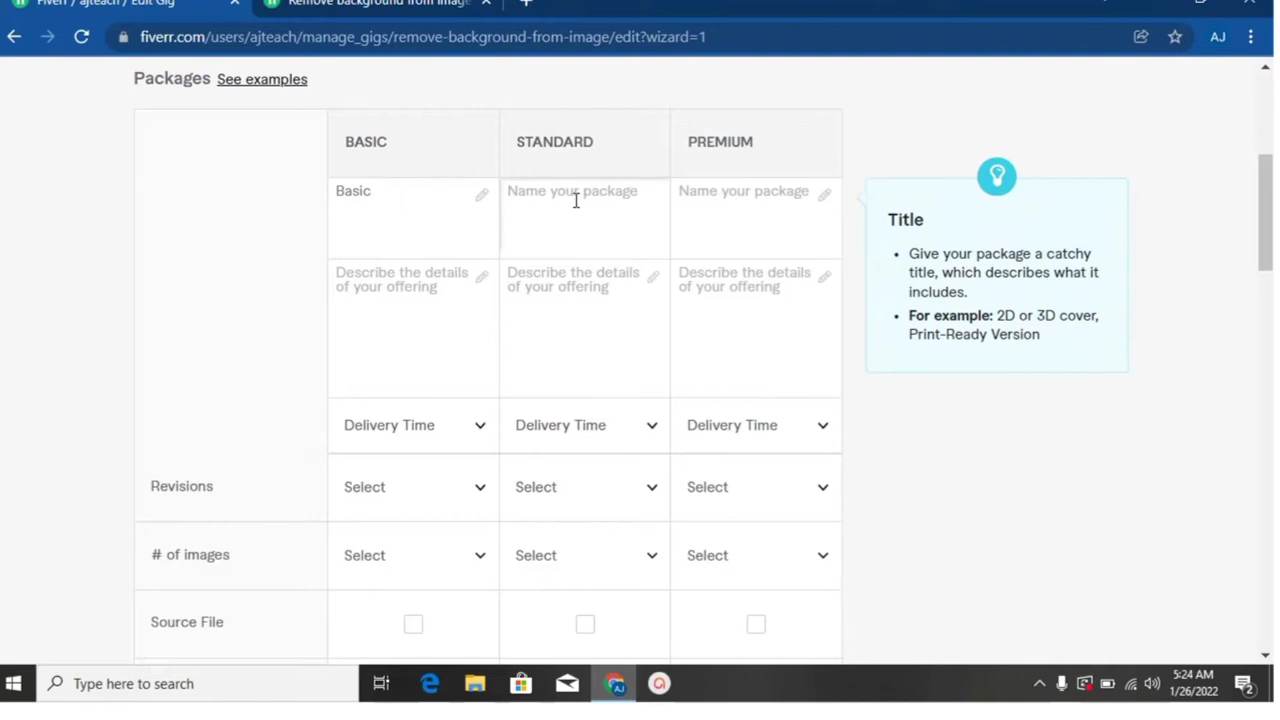 Fiverr / ajteach / Edit Gig
Remove background from image
fiverr.com/users/ajteach/manage_gigs/remove-background-from-image/edit?wizard=1
AJ
Packages See examples
BASIC STANDARD PREMIUM
Basic Name your package Name your package
Describe the details Describe the details Describe the details
of your offering of your offering of your offering
Delivery Time Delivery Time Delivery Time
Revisions Select Select Select
# of images Select Select Select
Source File
Title
• Give your package a catchy
title, which describes what it
includes.
• For example: 2D or 3D cover,
Print-Ready Version
Type here to search
AJ
5:24 AM
1/26/2022
2